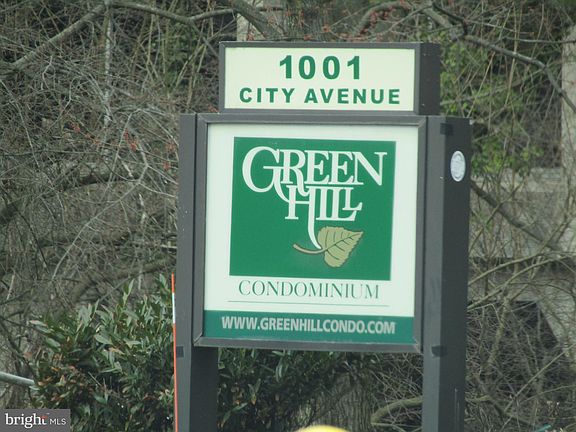 1001
CITY AVENUE
GREEN
HILL
CONDOMINIUM
WWW.GREENHILLCONDO.COM
bright MLS